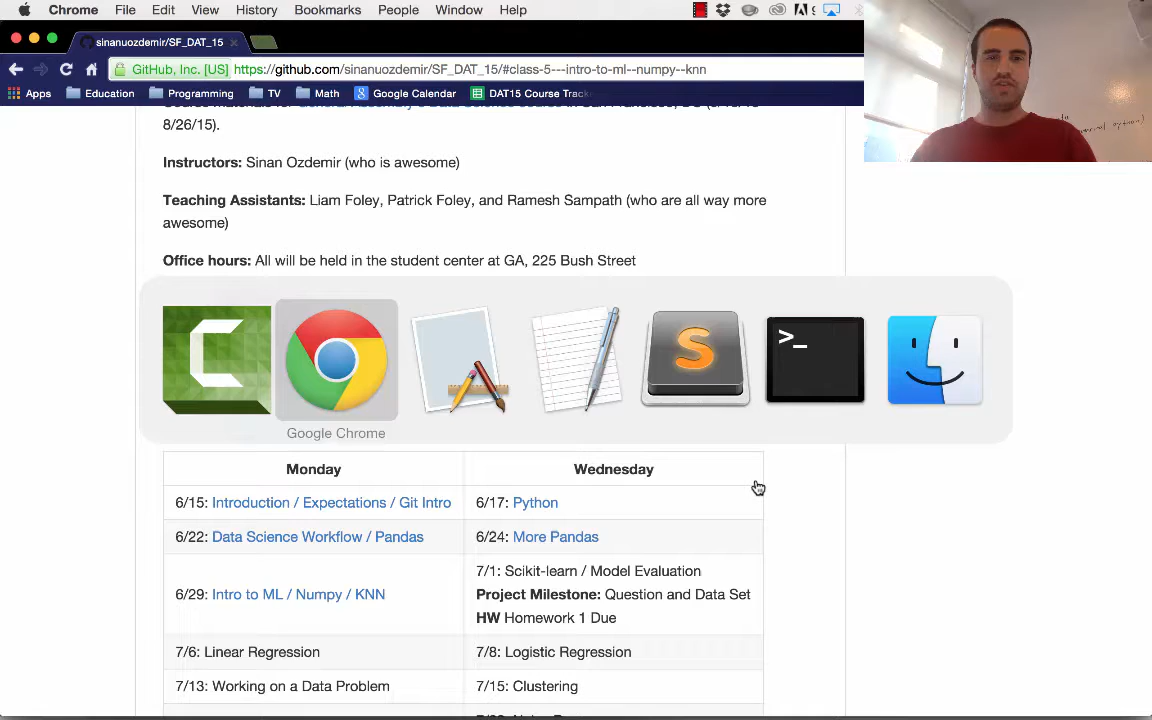 Chrome File Edit View History Bookmarks People Window Help
sinanuozdemir/SF_DAT_15
GitHub, Inc. [US] https://github.com/sinanuozdemir/SF_DAT_15/#class-5---intro-to-ml--numpy--knn
Apps Education Programming TV Math Google Calendar DAT15 Course Track
8/26/15).
Instructors: Sinan Ozdemir (who is awesome)
Teaching Assistants: Liam Foley, Patrick Foley, and Ramesh Sampath (who are all way more
awesome)
Office hours: All will be held in the student center at GA, 225 Bush Street
Google Chrome
Monday Wednesday
6/15: Introduction / Expectations / Git Intro 6/17: Python
6/22: Data Science Workflow / Pandas 6/24: More Pandas
7/1: Scikit-learn / Model Evaluation
6/29: Intro to ML / Numpy / KNN Project Milestone: Question and Data Set
HW Homework 1 Due
7/6: Linear Regression 7/8: Logistic Regression
7/13: Working on a Data Problem 7/15: Clustering